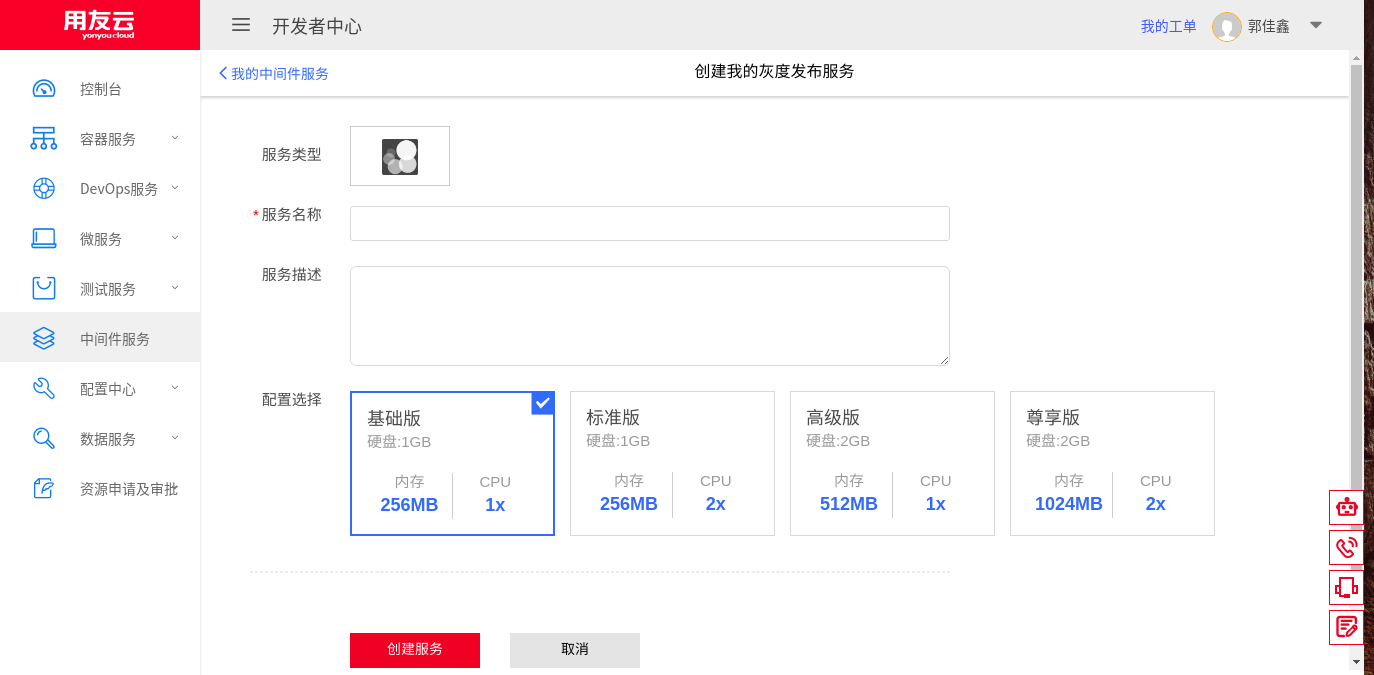 用友云
yonyou cloud
开发者中心
我的工单
郭佳鑫
控制台
容器服务
DevOps服务
微服务
测试服务
中间件服务
配置中心
数据服务
资源申请及审批
我的中间件服务
创建我的灰度发布服务
服务类型
* 服务名称
服务描述
配置选择
基础版
硬盘:1GB
内存 CPU
256MB 1x
标准版
硬盘:1GB
内存 CPU
256MB 2x
高级版
硬盘:2GB
内存 CPU
512MB 1x
尊享版
硬盘:2GB
内存 CPU
1024MB 2x
创建服务
取消